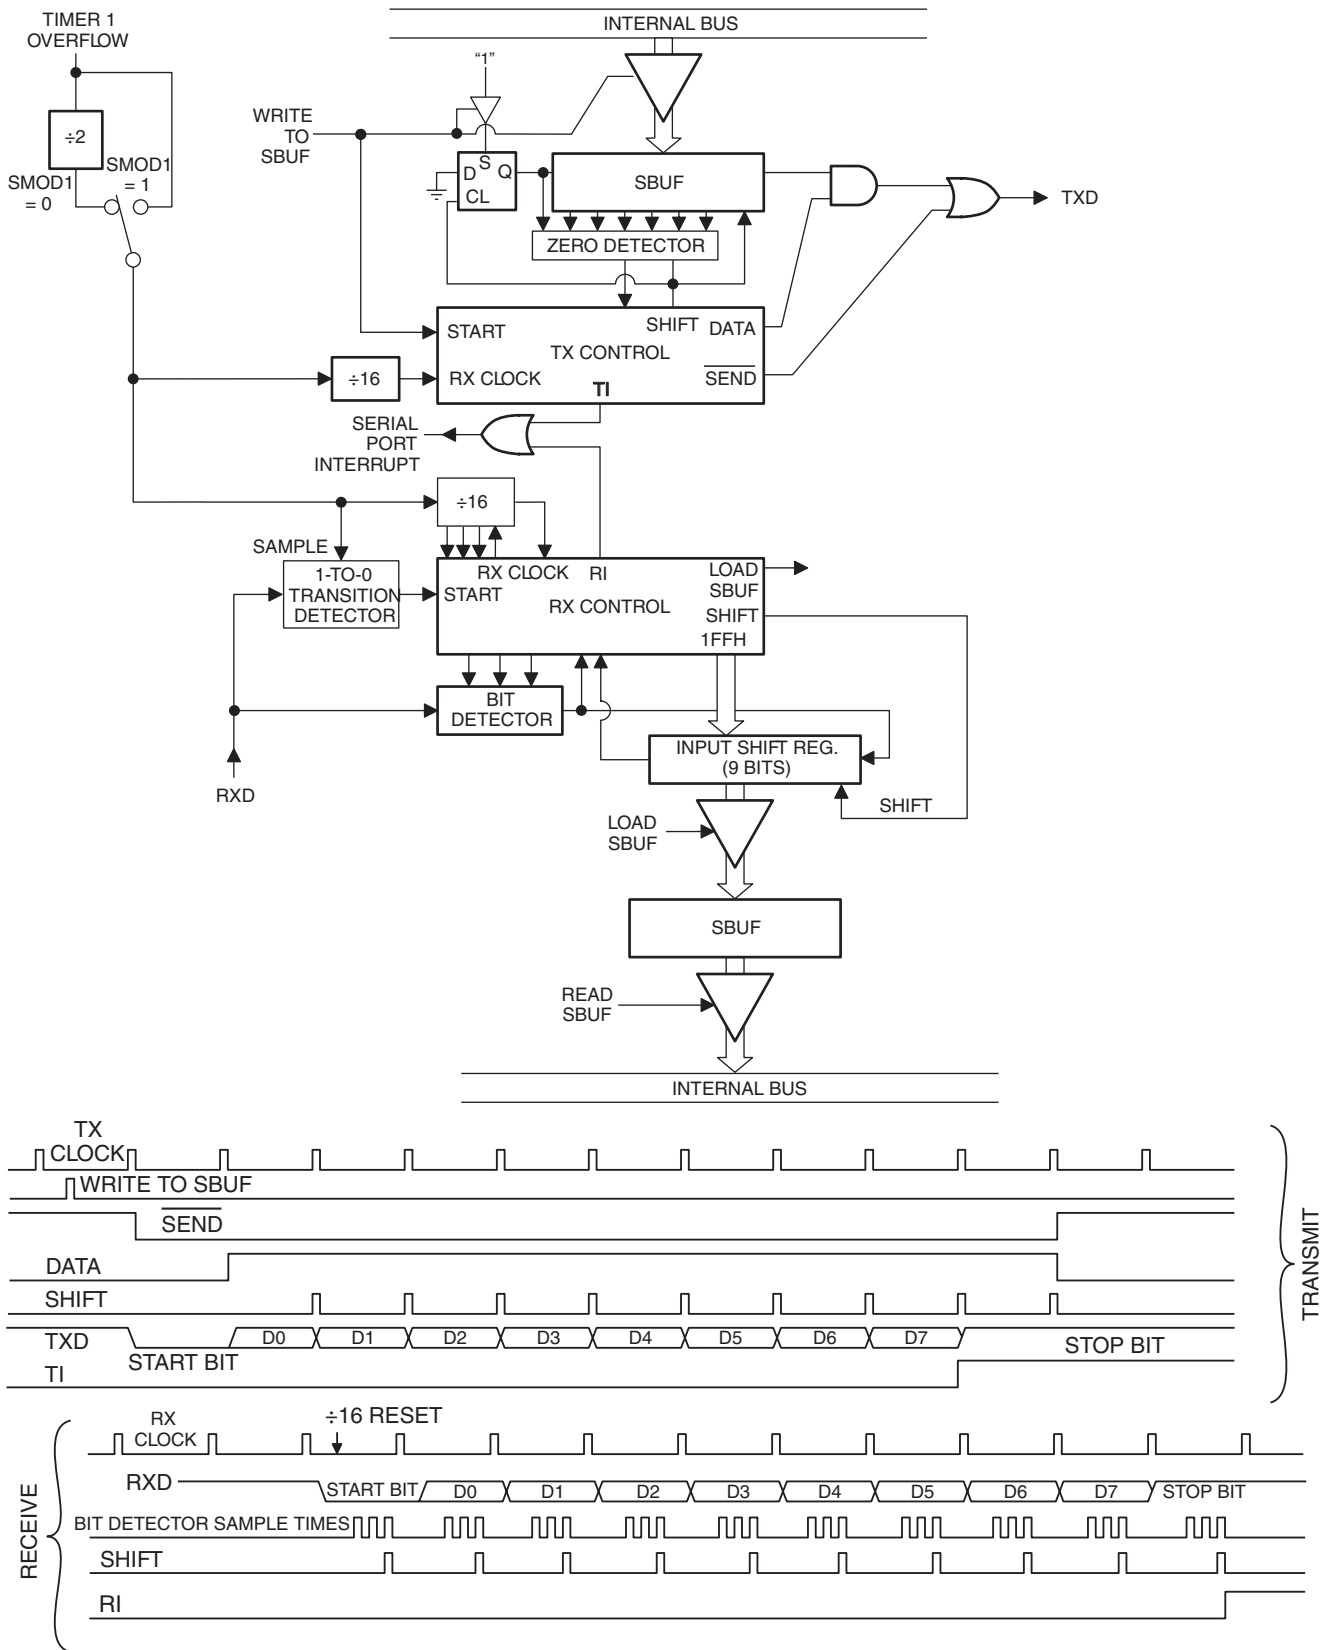 TIMER 1
OVERFLOW
INTERNAL BUS
“1”
WRITE
TO
SBUF
÷2
SMOD1
= 0
SMOD1
= 1
D
S
Q
CL
SBUF
TXD
ZERO DETECTOR
START
SHIFT
DATA
TX CONTROL
RX CLOCK
SEND
TI
÷16
SERIAL
PORT
INTERRUPT
÷16
SAMPLE
1-TO-0
TRANSITION
DETECTOR
RX CLOCK
RI
LOAD
SBUF
START
RX CONTROL
SHIFT
1FFH
BIT
DETECTOR
INPUT SHIFT REG.
(9 BITS)
RXD
SHIFT
LOAD
SBUF
SBUF
READ
SBUF
INTERNAL BUS
TX
CLOCK
WRITE TO SBUF
SEND
DATA
SHIFT
TXD
START BIT
D0
D1
D2
D3
D4
D5
D6
D7
STOP BIT
TI
TRANSMIT
RX
CLOCK
÷16 RESET
RXD
START BIT
D0
D1
D2
D3
D4
D5
D6
D7
STOP BIT
BIT DETECTOR SAMPLE TIMES
SHIFT
RI
RECEIVE